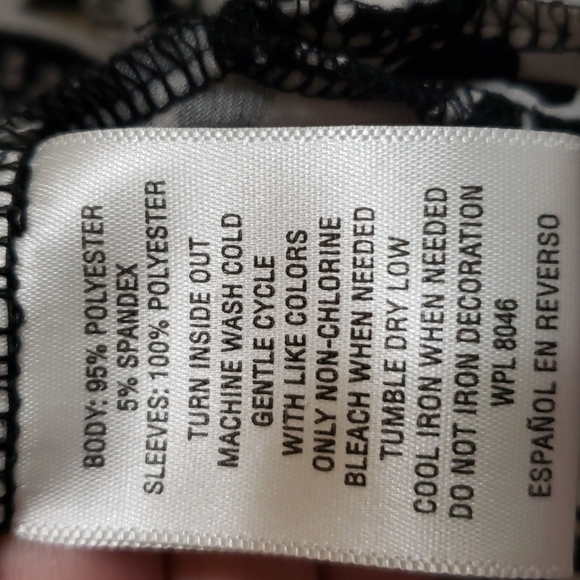 BODY: 95% POLYESTER
5% SPANDEX
SLEEVES: 100% POLYESTER
TURN INSIDE OUT
MACHINE WASH COLD
GENTLE CYCLE
WITH LIKE COLORS
ONLY NON-CHLORINE
BLEACH WHEN NEEDED
TUMBLE DRY LOW
COOL IRON WHEN NEEDED
DO NOT IRON DECORATION
WPL 8046
ESPAÑOL EN REVERSO